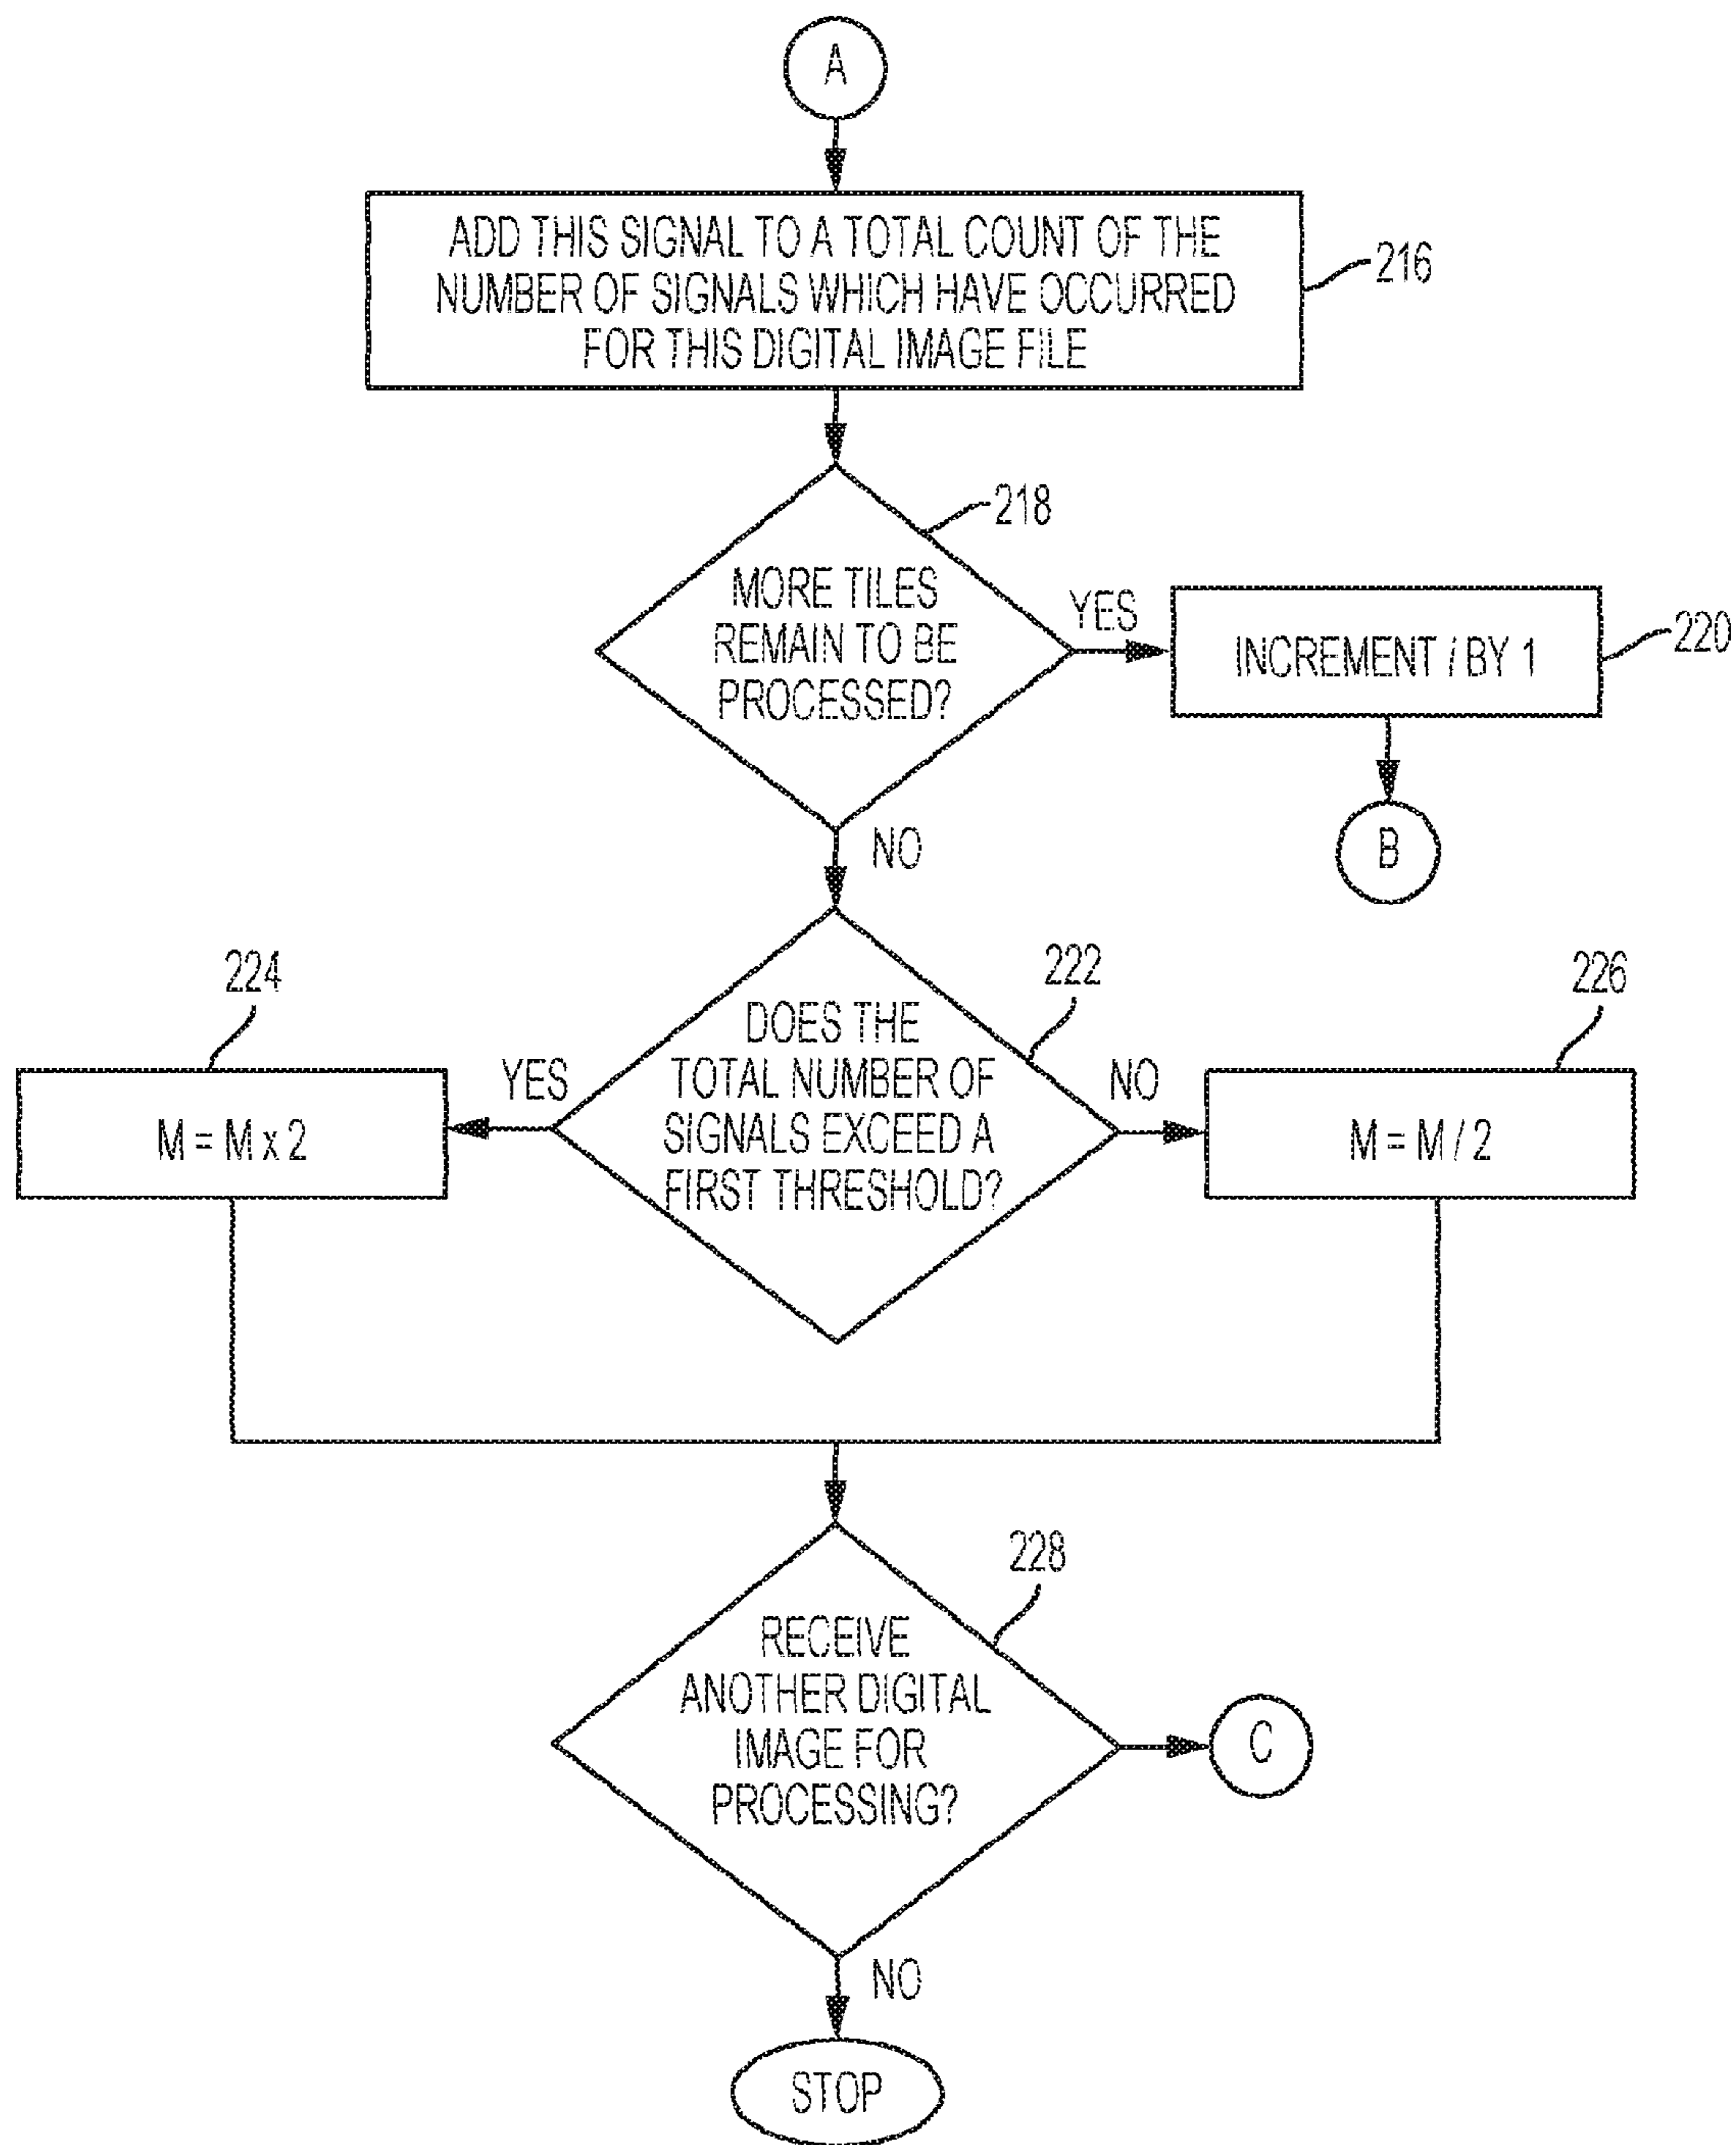 A
ADD THIS SIGNAL TO A TOTAL COUNT OF THE
NUMBER OF SIGNALS WHICH HAVE OCCURRED
FOR THIS DIGITAL IMAGE FILE
216
218
MORE TILES
REMAIN TO BE
PROCESSED?
YES
INCREMENT i BY 1
220
B
NO
224
222
226
DOES THE
TOTAL NUMBER OF
SIGNALS EXCEED A
FIRST THRESHOLD?
YES
NO
M = M x 2
M = M / 2
228
RECEIVE
ANOTHER DIGITAL
IMAGE FOR
PROCESSING?
C
NO
STOP